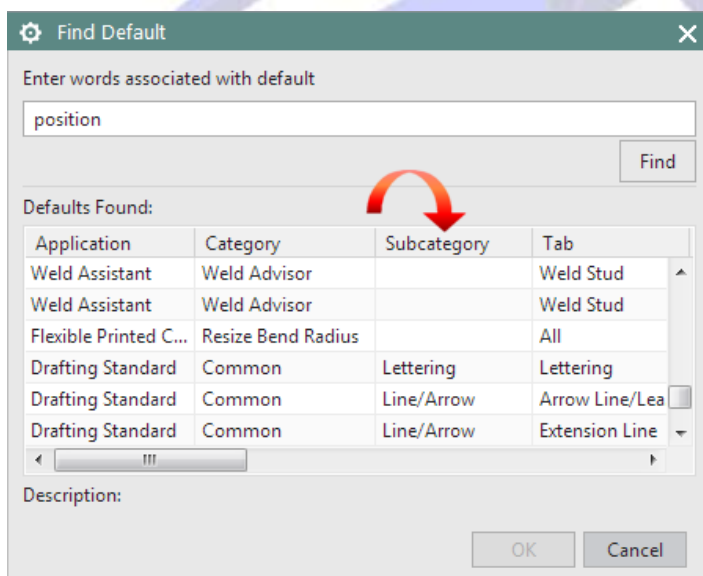 Find Default
Enter words associated with default
position
Find
Defaults Found:
Application Category Subcategory Tab
Weld Assistant Weld Advisor Weld Stud
Weld Assistant Weld Advisor Weld Stud
Flexible Printed C... Resize Bend Radius All
Drafting Standard Common Lettering Lettering
Drafting Standard Common Line/Arrow Arrow Line/Lea
Drafting Standard Common Line/Arrow Extension Line
Description:
OK Cancel